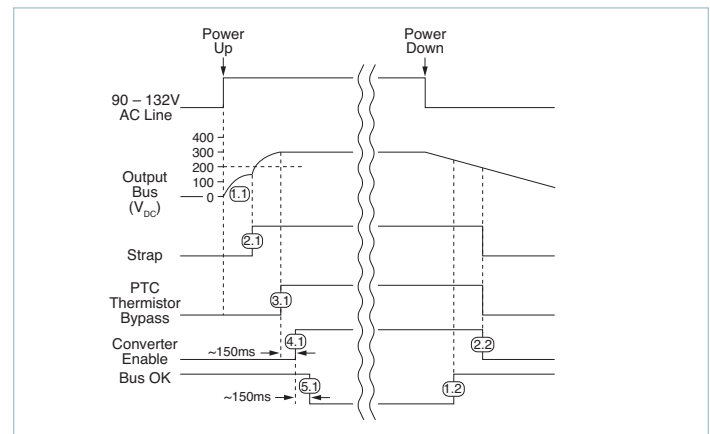 Power
Up
Power
Down
90 – 132V
AC Line
400
300
200
100
0
Output
Bus
(VDC)
1.1
2.1
Strap
PTC
Thermistor
Bypass
3.1
Converter
Enable
~150ms
4.1
2.2
Bus OK
5.1
1.2
~150ms